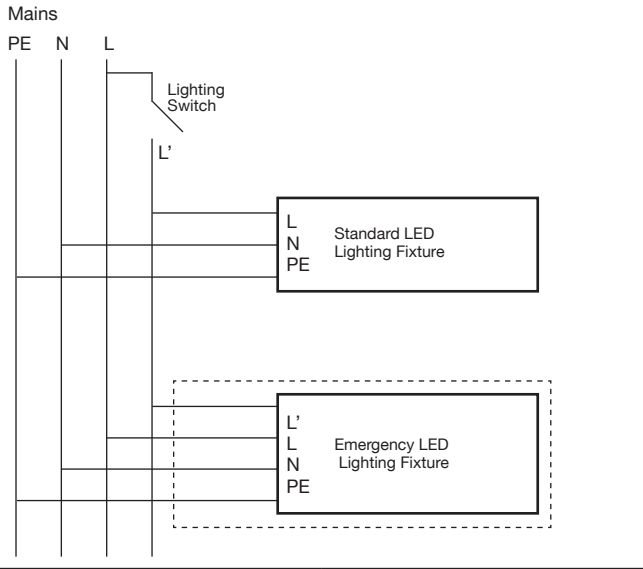 Mains
PE N L
Lighting
Switch
L’
L
N
PE
Standard LED
Lighting Fixture
L’
L
N
PE
Emergency LED
Lighting Fixture